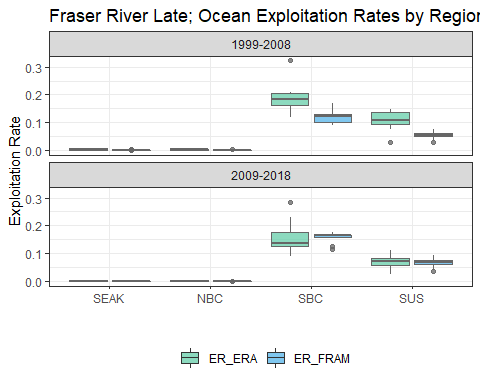 Fraser River Late; Ocean Exploitation Rates by Region
1999-2008
0.3
0.2
0.1
0.0
Exploitation Rate
2009-2018
0.3
0.2
0.1
0.0
SEAK NBC SBC SUS
ER_ERA ER_FRAM